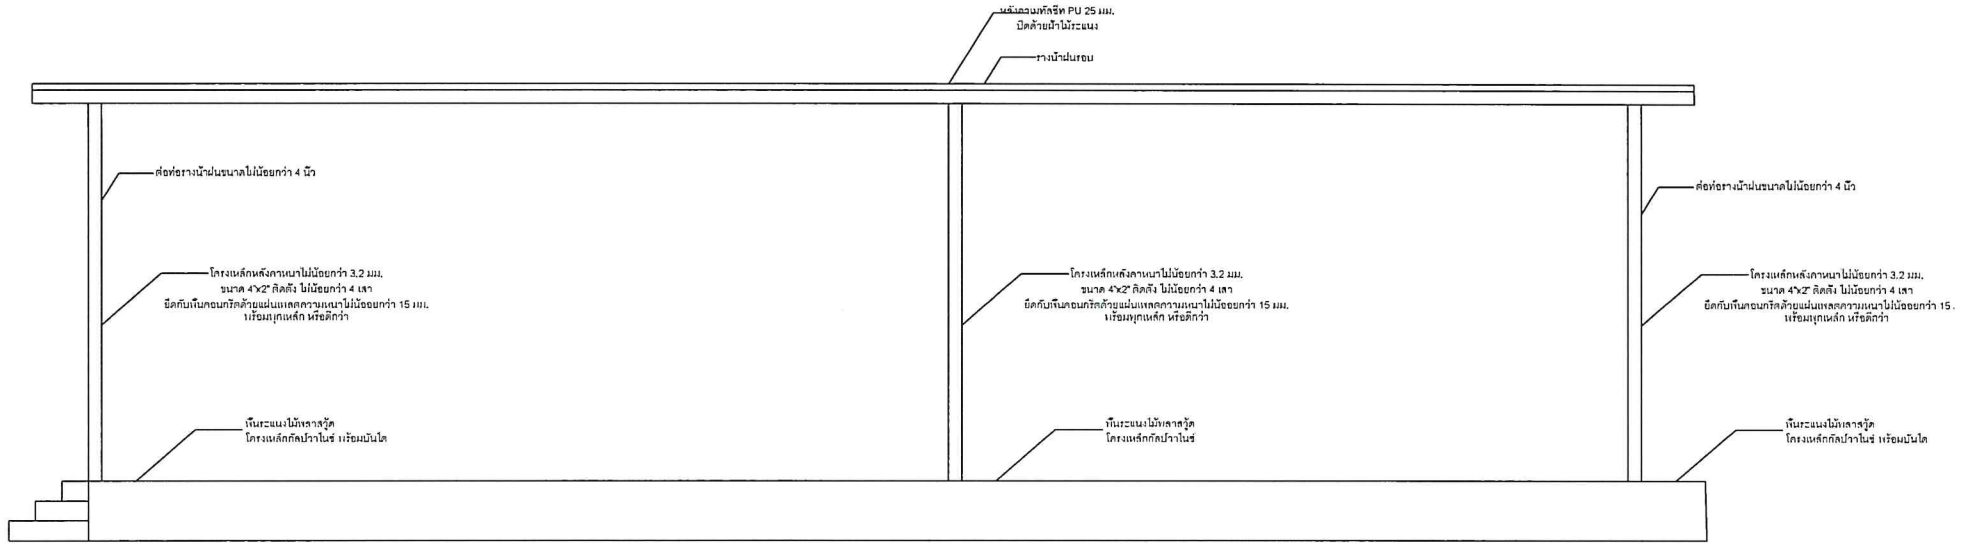 หลังคาเมทัลชีท PU 25 มม.
ปิดด้วยฝ้าไม้ระแนง
รางน้ำฝนรอบ
ต่อท่อรางน้ำฝนขนาดไม่น้อยกว่า 4 นิ้ว
ต่อท่อรางน้ำฝนขนาดไม่น้อยกว่า 4 นิ้ว
โครงเหล็กหลังคาหนาไม่น้อยกว่า 3.2 มม.
ขนาด 4"x2" ติดตั้ง ไม่น้อยกว่า 4 เสา
ยึดกับพื้นคอนกรีตด้วยแผ่นเพลตความหนาไม่น้ออยกว่า 15 มม.
พร้อมพุกเหล็ก หรือดีกว่า
โครงเหล็กหลังคาหนาไม่น้อยกว่า 3.2 มม.
ขนาด 4"x2" ติดตั้ง ไม่น้อยกว่า 4 เสา
ยึดกับพื้นคอนกรีตด้วยแผ่นเพลตความหนาไม่น้ออยกว่า 15 มม.
พร้อมพุกเหล็ก หรือดีกว่า
โครงเหล็กหลังคาหนาไม่น้อยกว่า 3.2 มม.
ขนาด 4"x2" ติดตั้ง ไม่น้อยกว่า 4 เสา
ยึดกับพื้นคอนกรีตด้วยแผ่นเพลตความหนาไม่น้ออยกว่า 15
พร้อมพุกเหล็ก หรือดีกว่า
พื้นระแนงไม้พลาสวู้ด
โครงเหล็กกัลป์วาไนซ์ พร้อมบันได
พื้นระแนงไม้พลาสวู้ด
โครงเหล็กกัลป์วาไนซ์
พื้นระแนงไม้พลาสวู้ด
โครงเหล็กกัลป์วาไนซ์ พร้อมบันได